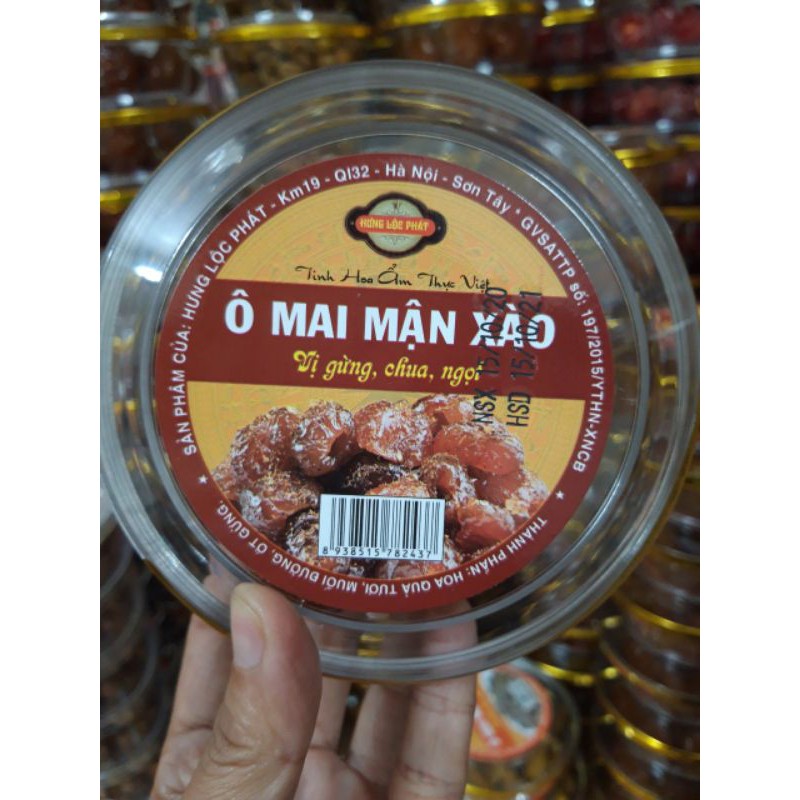 SẢN PHẨM CỦA: HƯNG LỘC PHÁT - Km19 - Ql32 - Hà Nội - Sơn Tây * GVSATTP số: 197/2015/YTHN-XNCB
HƯNG LỘC PHÁT
Tinh Hoa Ẩm Thực Việt
Ô MAI MẬN XÀO
Vị gừng, chua, ngọt
NSX 15/10/20
HSD 15/10/21
8 938515 782437
THÀNH PHẦN: HOA QUẢ TƯƠI, MUỐI ĐƯỜNG, ỚT GỪNG.